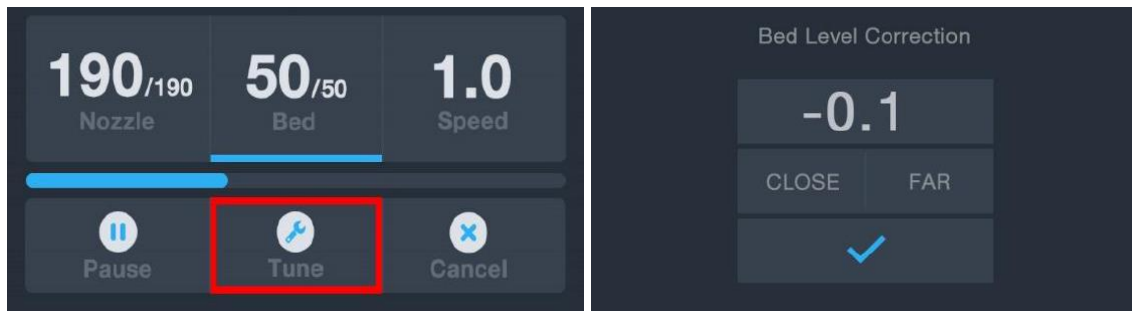 190/190 50/50 1.0
Nozzle Bed Speed
Pause Tune Cancel
Bed Level Correction
-0.1
CLOSE FAR